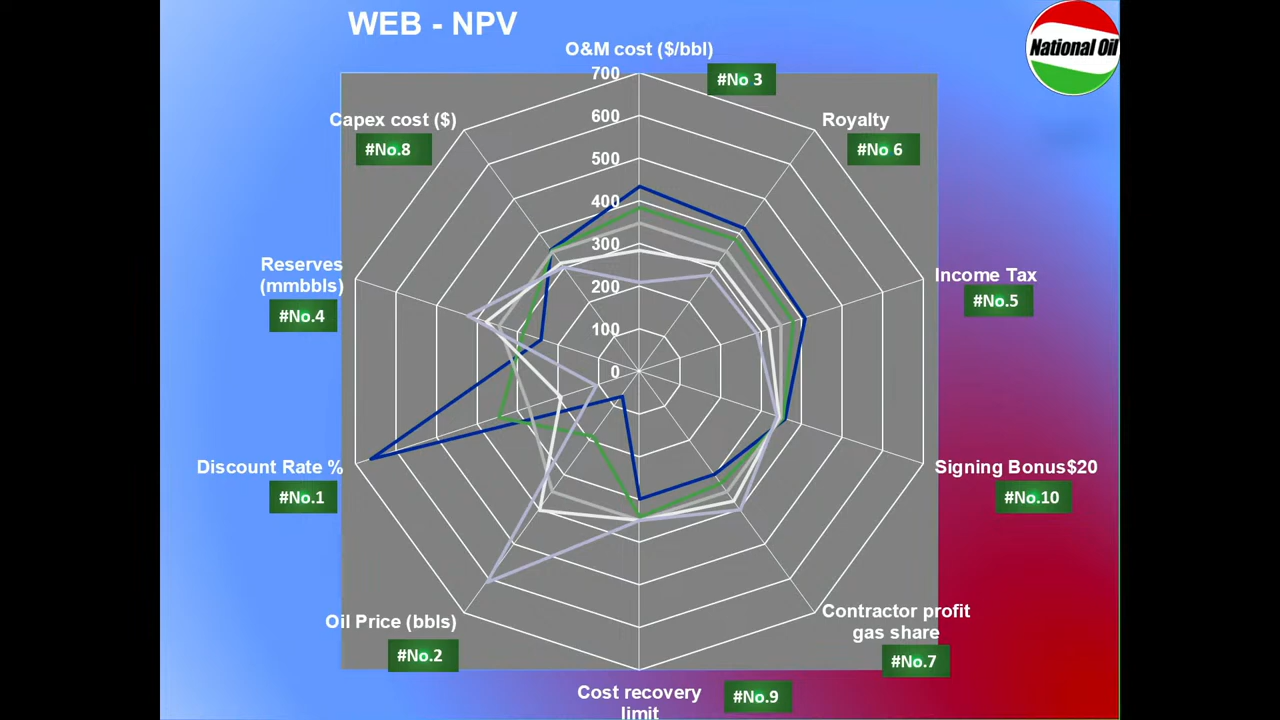 WEB - NPV
National Oil
O&M cost ($/bbl)
#No 3
700
600
500
400
300
200
100
0
Capex cost ($)
#No.8
Royalty
#No 6
Reserves
(mmbbls)
#No.4
Income Tax
#No.5
Discount Rate %
#No.1
Signing Bonus$20
#No.10
Oil Price (bbls)
#No.2
Contractor profit
gas share
#No.7
Cost recovery
limit
#No.9